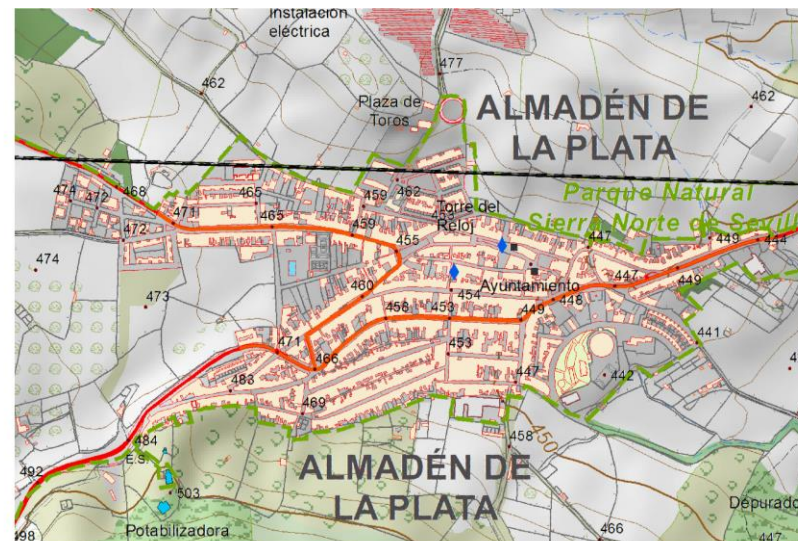 Instalación
eléctrica
477
462
Plaza de
Toros
ALMADÉN DE
LA PLATA
462
474
472
468
465
459
462
Parque Natural
Sierra Norte de Sevill
453
Torre del
Reloj
471
472
465
459
455
447
449
444
474
473
460
454
Ayuntamiento
447
449
448
458
453
449
471
466
453
441
483
447
442
469
484
E.S.
458
450
492
503
ALMADÉN DE
LA PLATA
498
Potabilizadora
466
Depurado
447